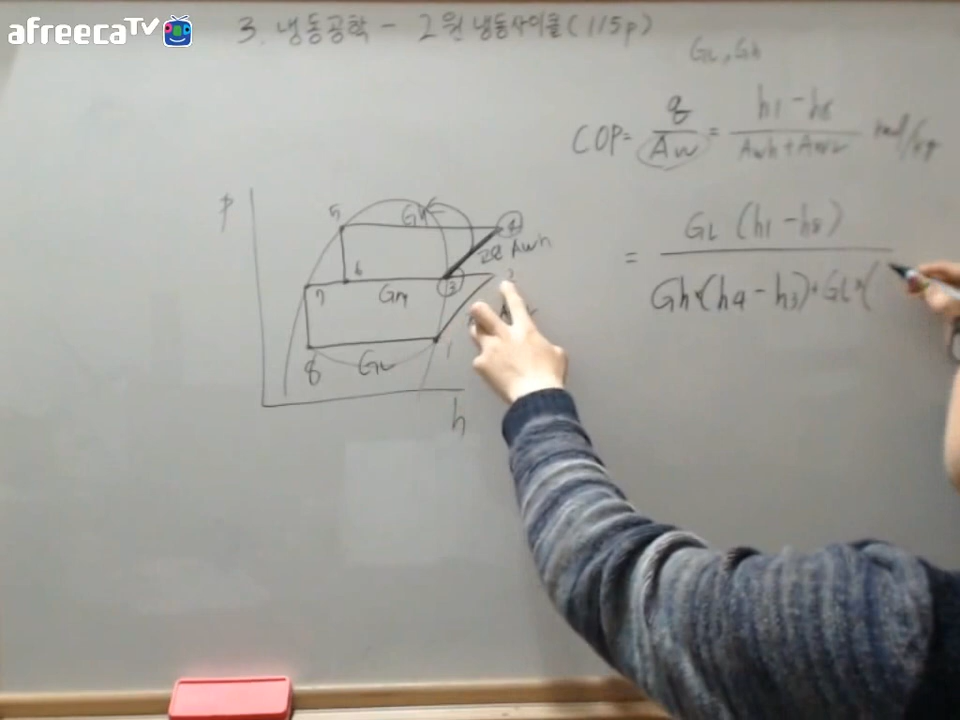 afreecaTV
3. 냉동공학 - 2원 냉동사이클 (115p)
GL, Gh
COP = q/Aw = h1 - h8
= GL (h1 - h8) / Gh×(h4 - h3) + GL×(
P
5
Gh
4
2단 Awh
7
6
Gm
3
8
GL
1
h